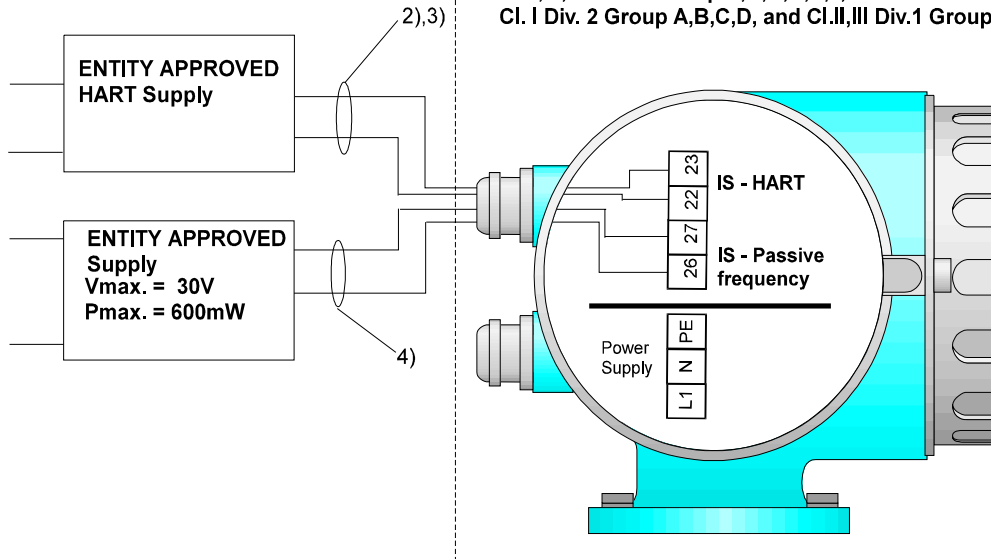 Cl. I Div. 2 Group A,B,C,D, and Cl.II,III Div.1 Group
2),3)
ENTITY APPROVED
HART Supply
ENTITY APPROVED
Supply
Vmax. = 30V
Pmax. = 600mW
4)
23
22
27
26
IS - HART
IS - Passive
frequency
Power
Supply
PE
N
L1